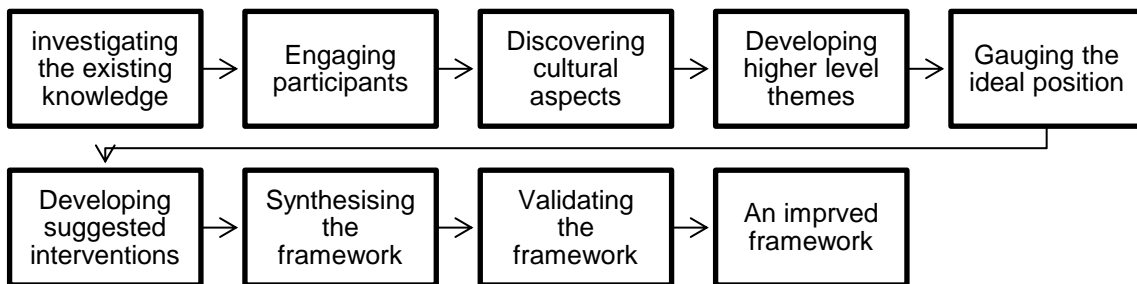 investigating
the existing
knowledge
Engaging
participants
Discovering
cultural
aspects
Developing
higher level
themes
Gauging the
ideal position
Developing
suggested
interventions
Synthesising
the
framework
Validating
the
framework
An imprved
framework